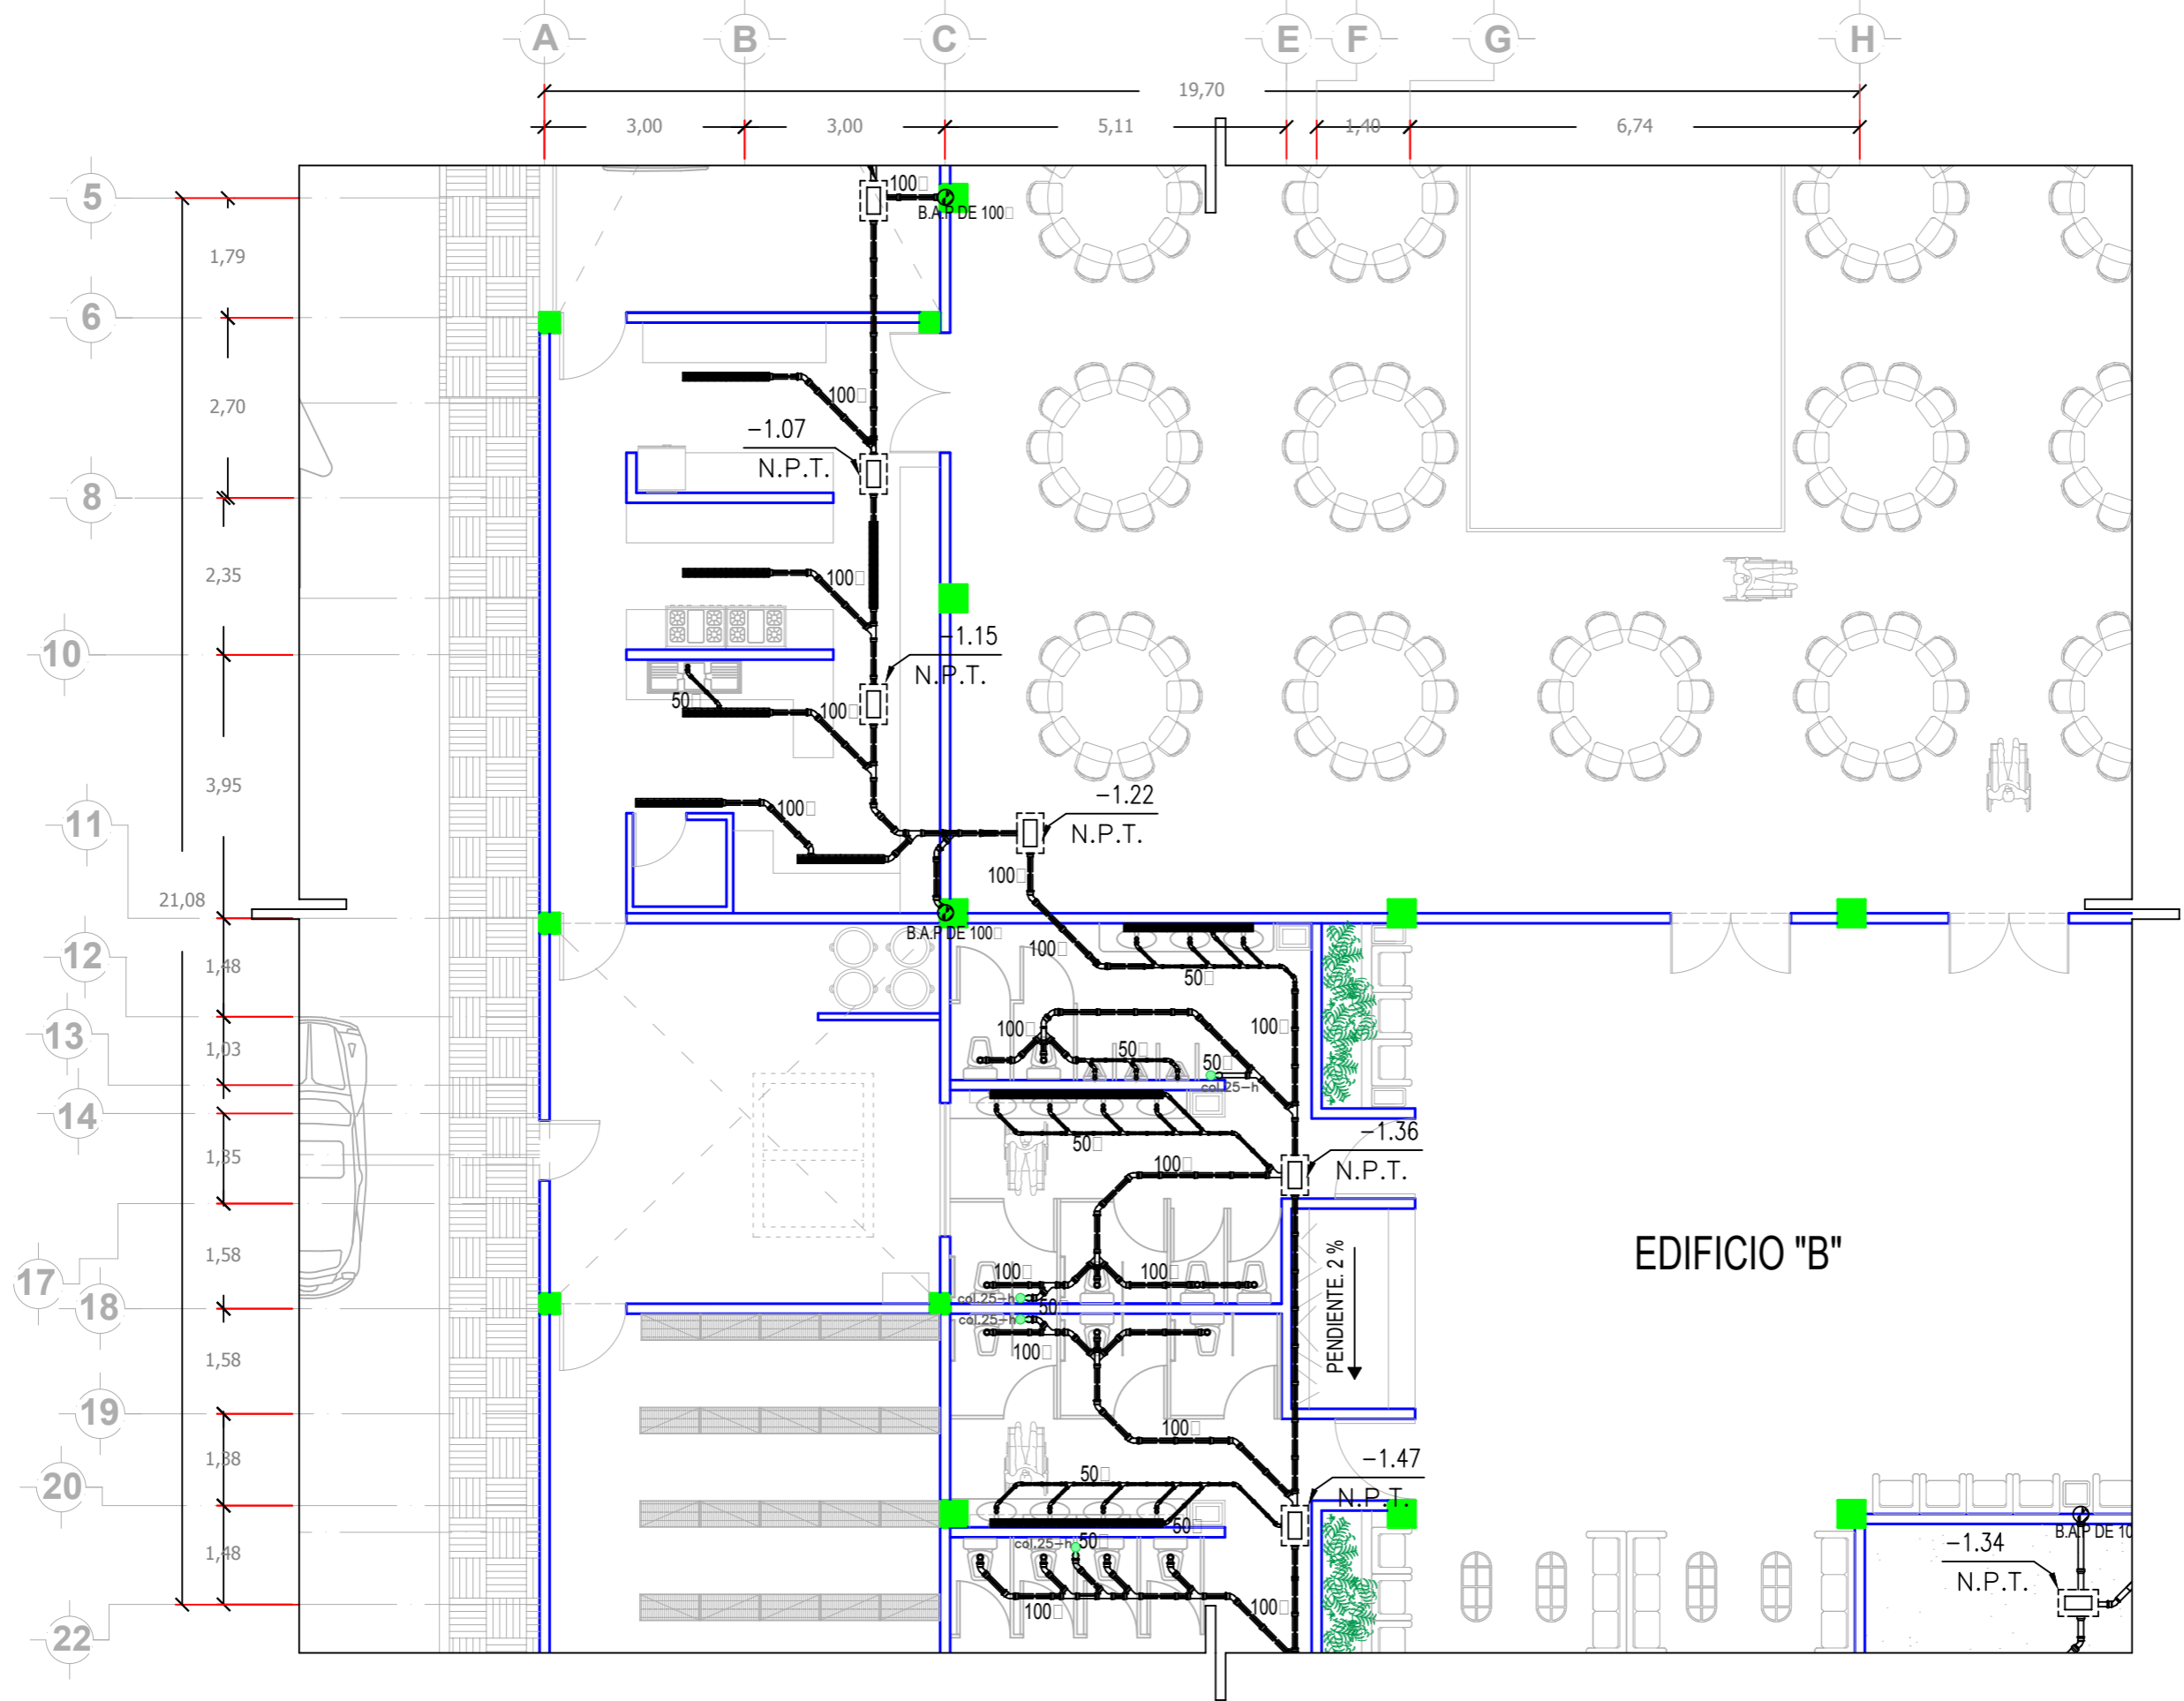 A
B
C
E
F
G
H
19,70
3,00
3,00
5,11
1,40
6,74
5
6
8
10
11
12
13
14
17
18
19
20
22
1,79
2,70
2,35
3,95
21,08
1,48
1,03
1,35
1,58
1,58
1,38
1,48
100□
B.A.P DE 100□
100□
-1.07
N.P.T.
100□
-1.15
N.P.T.
50□
100□
-1.22
N.P.T.
100□
100□
B.A.P DE 100□
100□
50□
100□
100□
50□
50□
col.25-h
50□
-1.36
N.P.T.
100□
100□
100□
col.25-h
50□
col.25-h
100□
PENDIENTE. 2 %
EDIFICIO "B"
100□
-1.47
N.P.T.
50□
50□
col.25-h
50□
100□
100□
B.A.P DE 10
-1.34
N.P.T.